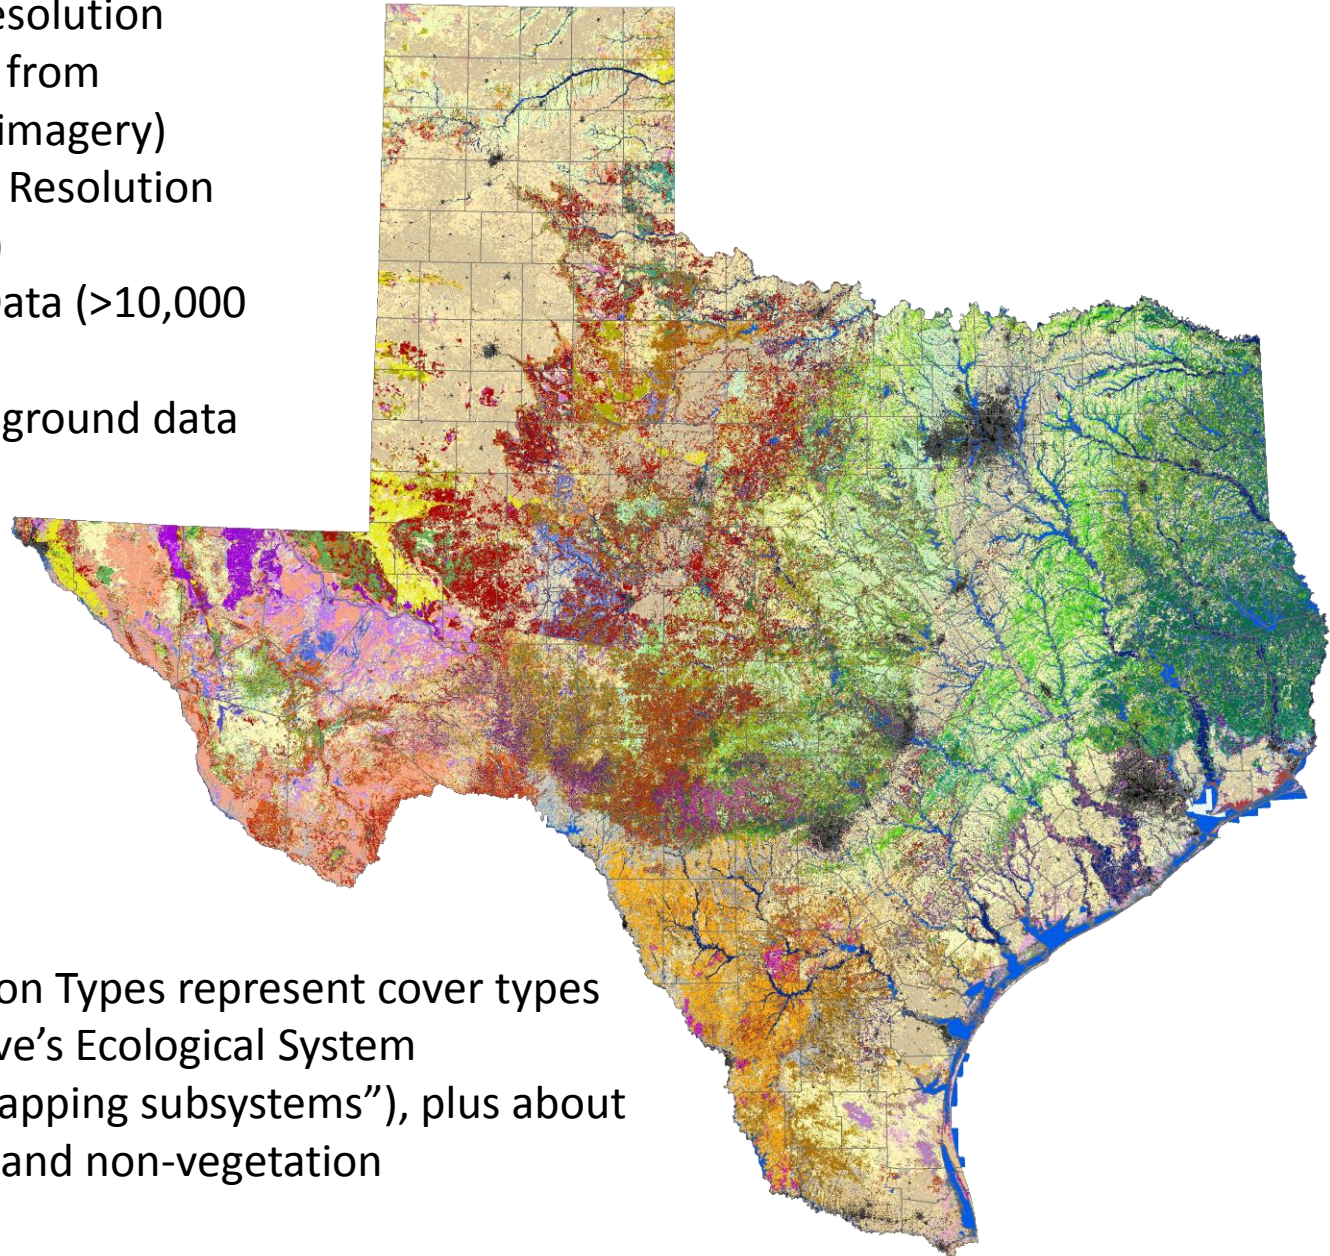 esolution
from
imagery)
Resolution
)
ata (>10,000
ground data
on Types represent cover types
ve’s Ecological System
apping subsystems”), plus about
and non-vegetation